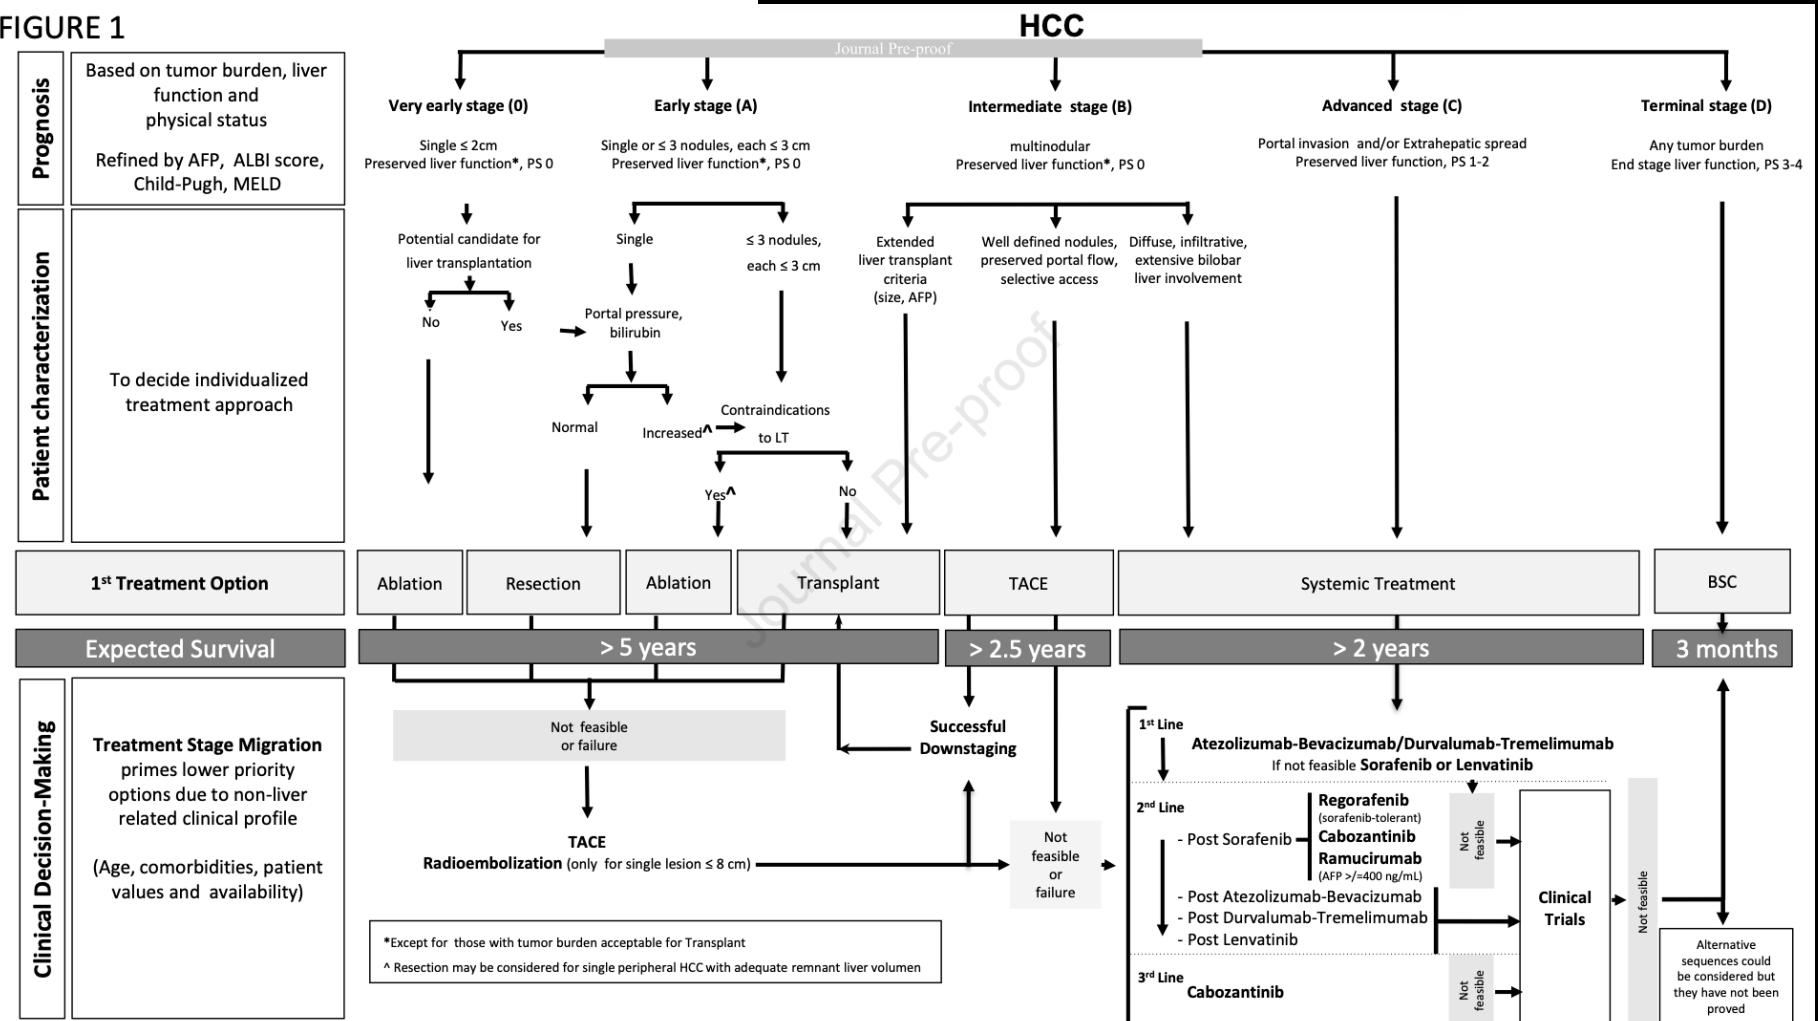 FIGURE 1
HCC
Journal Pre-proof
Prognosis
Based on tumor burden, liver
function and
physical status
Refined by AFP, ALBI score,
Child-Pugh, MELD
Very early stage (0)
Single ≤ 2cm
Preserved liver function*, PS 0
Early stage (A)
Single or ≤ 3 nodules, each ≤ 3 cm
Preserved liver function*, PS 0
Intermediate stage (B)
multinodular
Preserved liver function*, PS 0
Advanced stage (C)
Portal invasion and/or Extrahepatic spread
Preserved liver function, PS 1-2
Terminal stage (D)
Any tumor burden
End stage liver function, PS 3-4
Patient characterization
To decide individualized
treatment approach
Potential candidate for
liver transplantation
No
Yes
Single
Portal pressure,
bilirubin
Normal
Increased^
≤ 3 nodules,
each ≤ 3 cm
Contraindications
to LT
Yes^
No
Extended
liver transplant
criteria
(size, AFP)
Well defined nodules,
preserved portal flow,
selective access
Diffuse, infiltrative,
extensive bilobar
liver involvement
Journal Pre-proof
1st Treatment Option
Ablation
Resection
Ablation
Transplant
TACE
Systemic Treatment
BSC
Expected Survival
> 5 years
> 2.5 years
> 2 years
3 months
Clinical Decision-Making
Treatment Stage Migration
primes lower priority
options due to non-liver
related clinical profile
(Age, comorbidities, patient
values and availability)
Not feasible
or failure
TACE
Radioembolization (only for single lesion ≤ 8 cm)
Successful
Downstaging
Not
feasible
or
failure
1st Line
Atezolizumab-Bevacizumab/Durvalumab-Tremelimumab
If not feasible Sorafenib or Lenvatinib
2nd Line
- Post Sorafenib
Regorafenib
(sorafenib-tolerant)
Cabozantinib
Ramucirumab
(AFP >/=400 ng/mL)
Not
feasible
- Post Atezolizumab-Bevacizumab
- Post Durvalumab-Tremelimumab
- Post Lenvatinib
3rd Line
Cabozantinib
Not
feasible
Clinical
Trials
Not feasible
Alternative
sequences could
be considered but
they have not been
proved
*Except for those with tumor burden acceptable for Transplant
^ Resection may be considered for single peripheral HCC with adequate remnant liver volumen